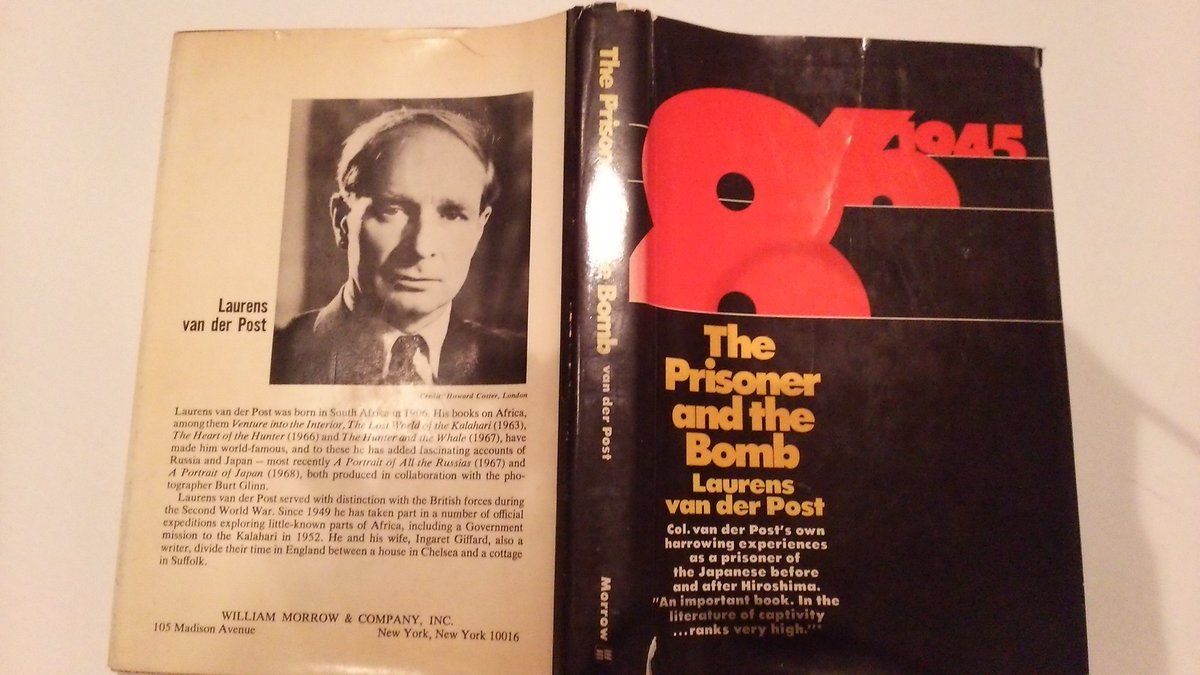 Laurens
van der Post
Credit: Howard Coster, London
Laurens van der Post was born in South Africa in 1906. His books on Africa,
among them Venture into the Interior, The Lost World of the Kalahari (1963),
The Heart of the Hunter (1966) and The Hunter and the Whale (1967), have
made him world-famous, and to these he has added fascinating accounts of
Russia and Japan — most recently A Portrait of All the Russias (1967) and
A Portrait of Japan (1968), both produced in collaboration with the pho-
tographer Burt Glinn.
Laurens van der Post served with distinction with the British forces during
the Second World War. Since 1949 he has taken part in a number of official
expeditions exploring little-known parts of Africa, including a Government
mission to the Kalahari in 1952. He and his wife, Ingaret Giffard, also a
writer, divide their time in England between a house in Chelsea and a cottage
in Suffolk.
WILLIAM MORROW & COMPANY, INC.
105 Madison Avenue New York, New York 10016
The Prison e Bomb van der Post Morrow
8/6/1945
The
Prisoner
and the
Bomb
Laurens
van der Post
Col. van der Post's own
harrowing experiences
as a prisoner of
the Japanese before
and after Hiroshima.
"An important book. In the
literature of captivity
...ranks very high."